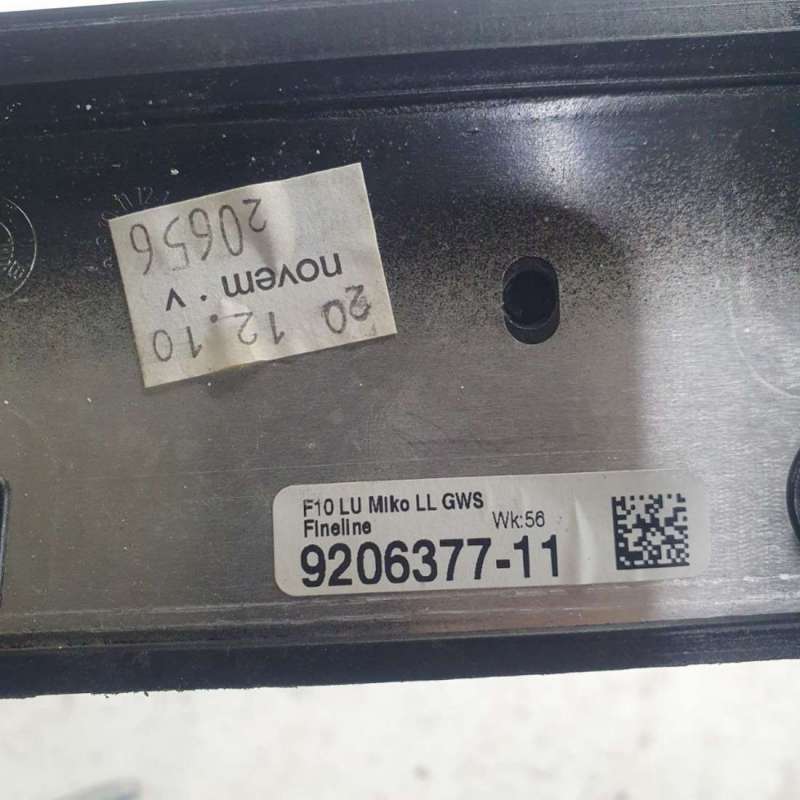 20656
novem.v
20 12.10
F10 LU Miko LL GWS
Fineline
Wk:56
9206377-11